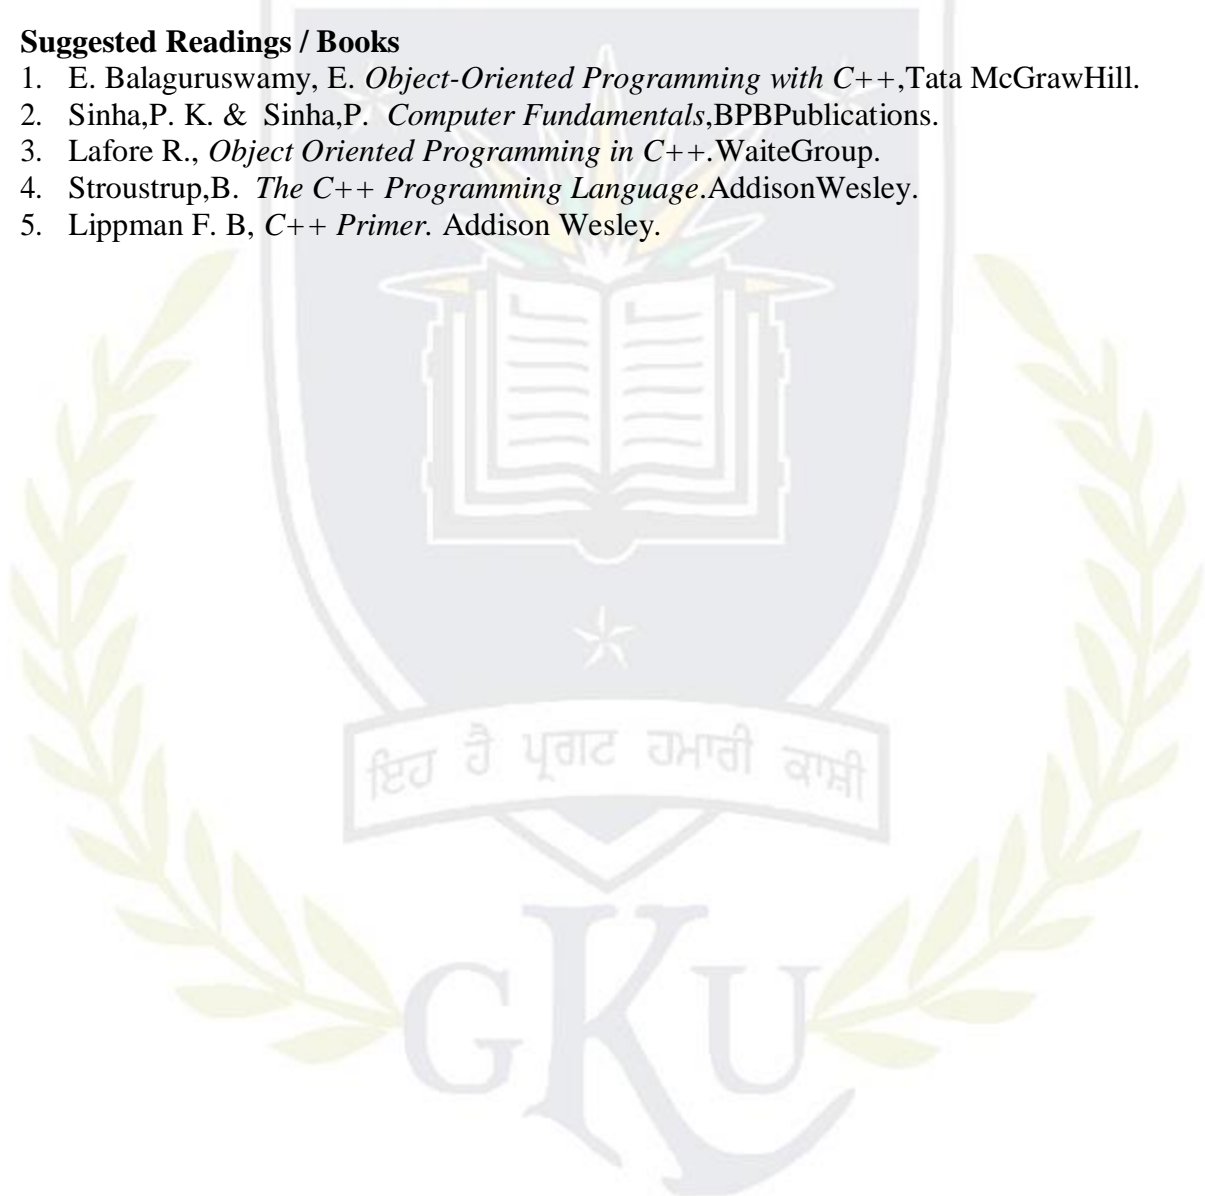 Suggested Readings / Books
1. E. Balaguruswamy, E. Object-Oriented Programming with C++,Tata McGrawHill.
2. Sinha,P. K. & Sinha,P. Computer Fundamentals,BPBPublications.
3. Lafore R., Object Oriented Programming in C++.WaiteGroup.
4. Stroustrup,B. The C++ Programming Language.AddisonWesley.
5. Lippman F. B, C++ Primer. Addison Wesley.
ਇਹ ਹੈ ਪ੍ਰਗਟ ਹਮਾਰੀ ਕਾਸ਼ੀ
GKU